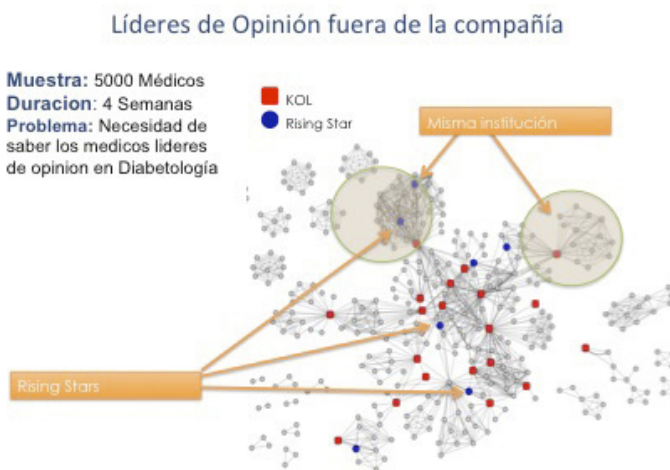 Líderes de Opinión fuera de la compañía
Muestra: 5000 Médicos
Duracion: 4 Semanas
Problema: Necesidad de
saber los medicos lideres
de opinion en Diabetología
KOL
Rising Star
Misma institución
Rising Stars